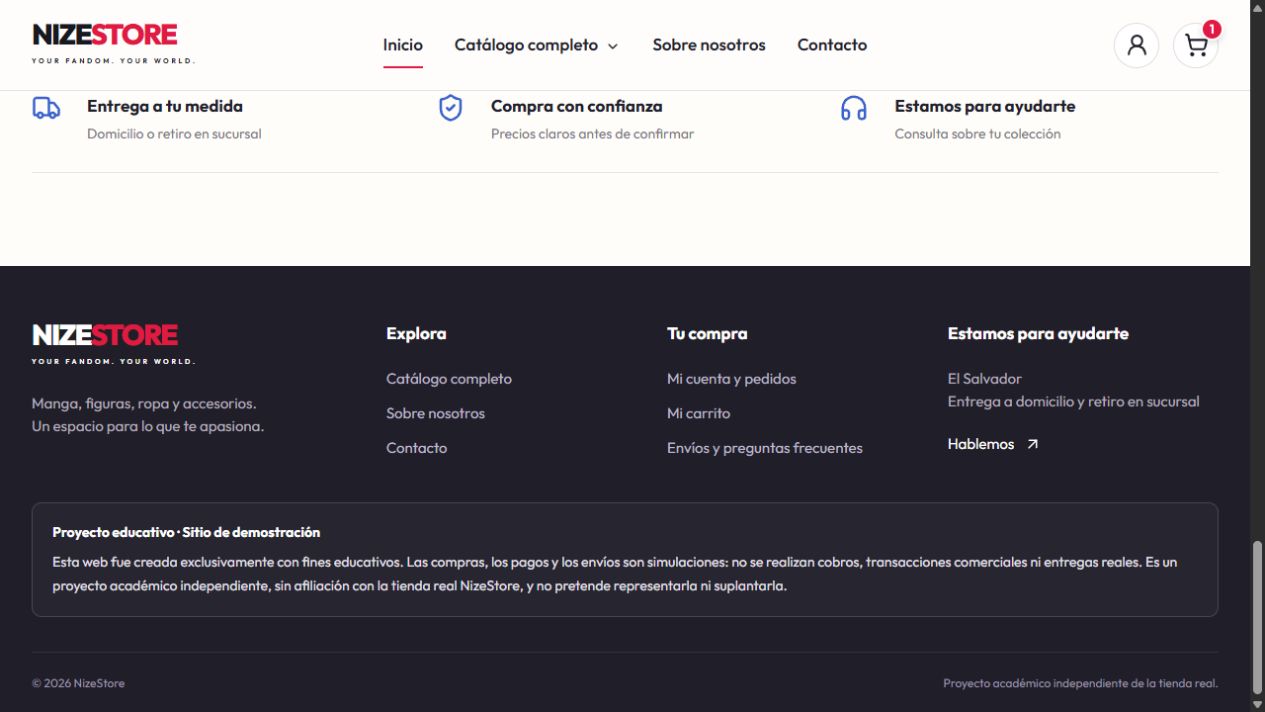 NIZESTORE
YOUR FANDOM. YOUR WORLD.
Inicio
Catálogo completo
Sobre nosotros
Contacto
1
Entrega a tu medida
Domicilio o retiro en sucursal
Compra con confianza
Precios claros antes de confirmar
Estamos para ayudarte
Consulta sobre tu colección
NIZESTORE
YOUR FANDOM. YOUR WORLD.
Manga, figuras, ropa y accesorios.
Un espacio para lo que te apasiona.
Explora
Catálogo completo
Sobre nosotros
Contacto
Tu compra
Mi cuenta y pedidos
Mi carrito
Envíos y preguntas frecuentes
Estamos para ayudarte
El Salvador
Entrega a domicilio y retiro en sucursal
Hablemos
Proyecto educativo · Sitio de demostración
Esta web fue creada exclusivamente con fines educativos. Las compras, los pagos y los envíos son simulaciones: no se realizan cobros, transacciones comerciales ni entregas reales. Es un
proyecto académico independiente, sin afiliación con la tienda real NizeStore, y no pretende representarla ni suplantarla.
© 2026 NizeStore
Proyecto académico independiente de la tienda real.